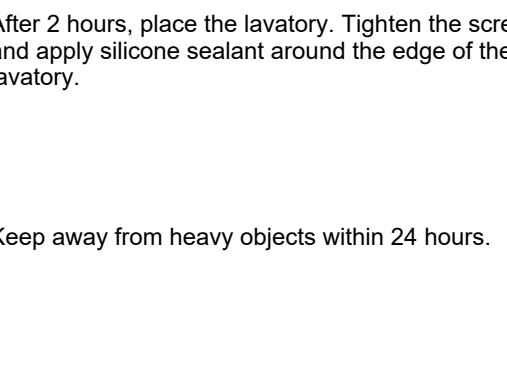 After 2 hours, place the lavatory. Tighten the scre
and apply silicone sealant around the edge of the
lavatory.
Keep away from heavy objects within 24 hours.